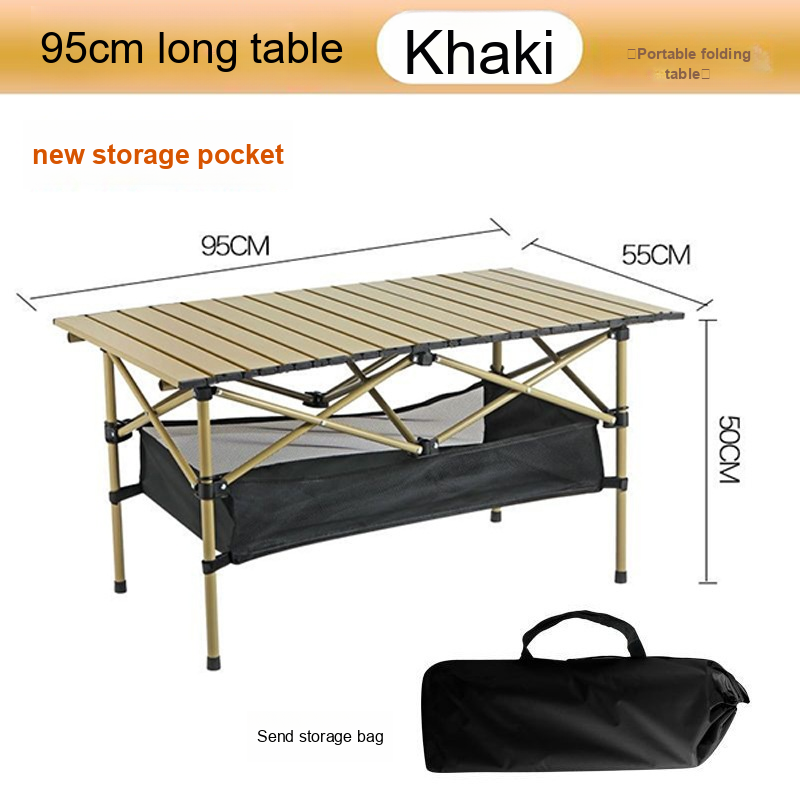 95cm long table
Khaki
Portable folding
table
new storage pocket
95CM
55CM
50CM
Send storage bag